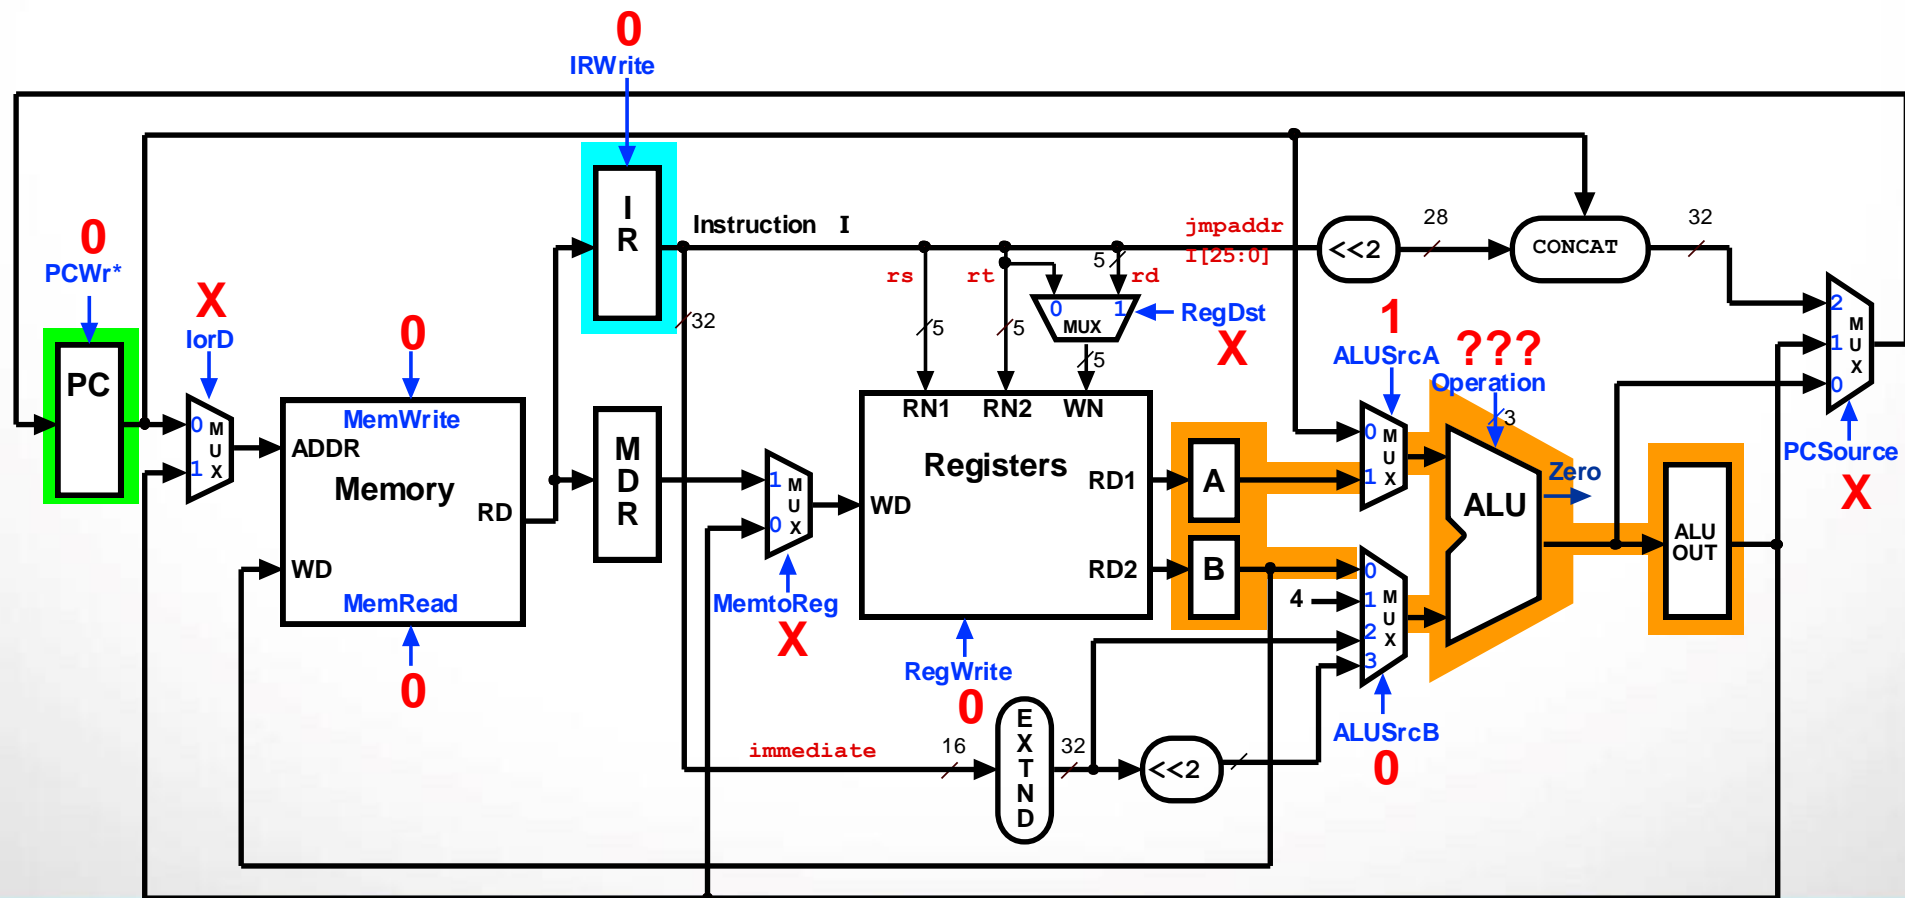 0
IRWrite
I
R
Instruction I
jmpaddr
I[25:0]
28
32
<<2
CONCAT
0
PCWr*
PC
X
IorD
0
M
U
X
1
0
MemWrite
ADDR
Memory
RD
WD
MemRead
0
32
M
D
R
1
M
U
X
0
MemtoReg
X
rs
rt
5
rd
0
1
MUX
5
5
5
RegDst
X
RN1
RN2
WN
Registers
RD1
WD
RD2
RegWrite
0
A
B
1
ALUSrcA
0
M
U
X
1
???
Operation
3
Zero
ALU
0
4
1
M
U
X
2
3
ALUSrcB
0
ALU
OUT
2
M
U
X
1
0
PCSource
X
immediate
16
E
X
T
N
D
32
<<2